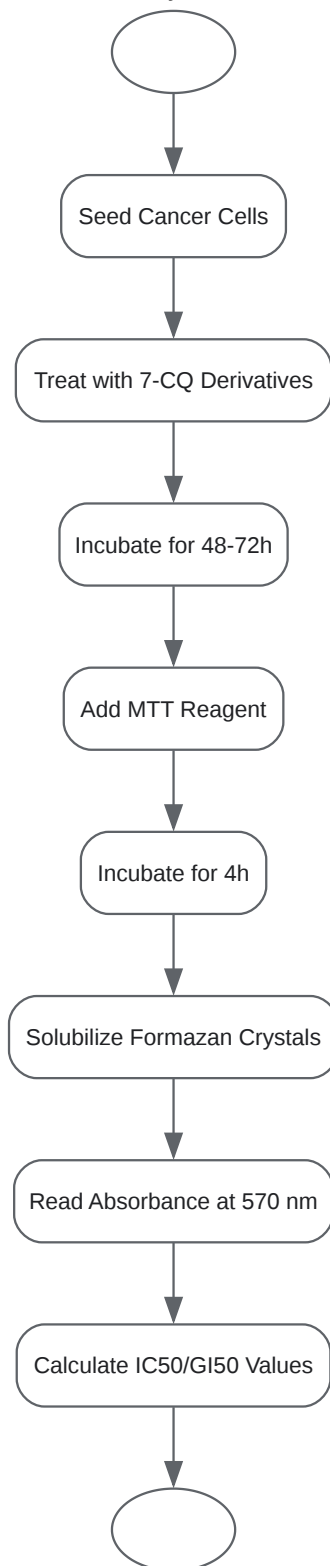 Seed Cancer Cells
Treat with 7-CQ Derivatives
Incubate for 48-72h
Add MTT Reagent
Incubate for 4h
Solubilize Formazan Crystals
Read Absorbance at 570 nm
Calculate IC50/GI50 Values